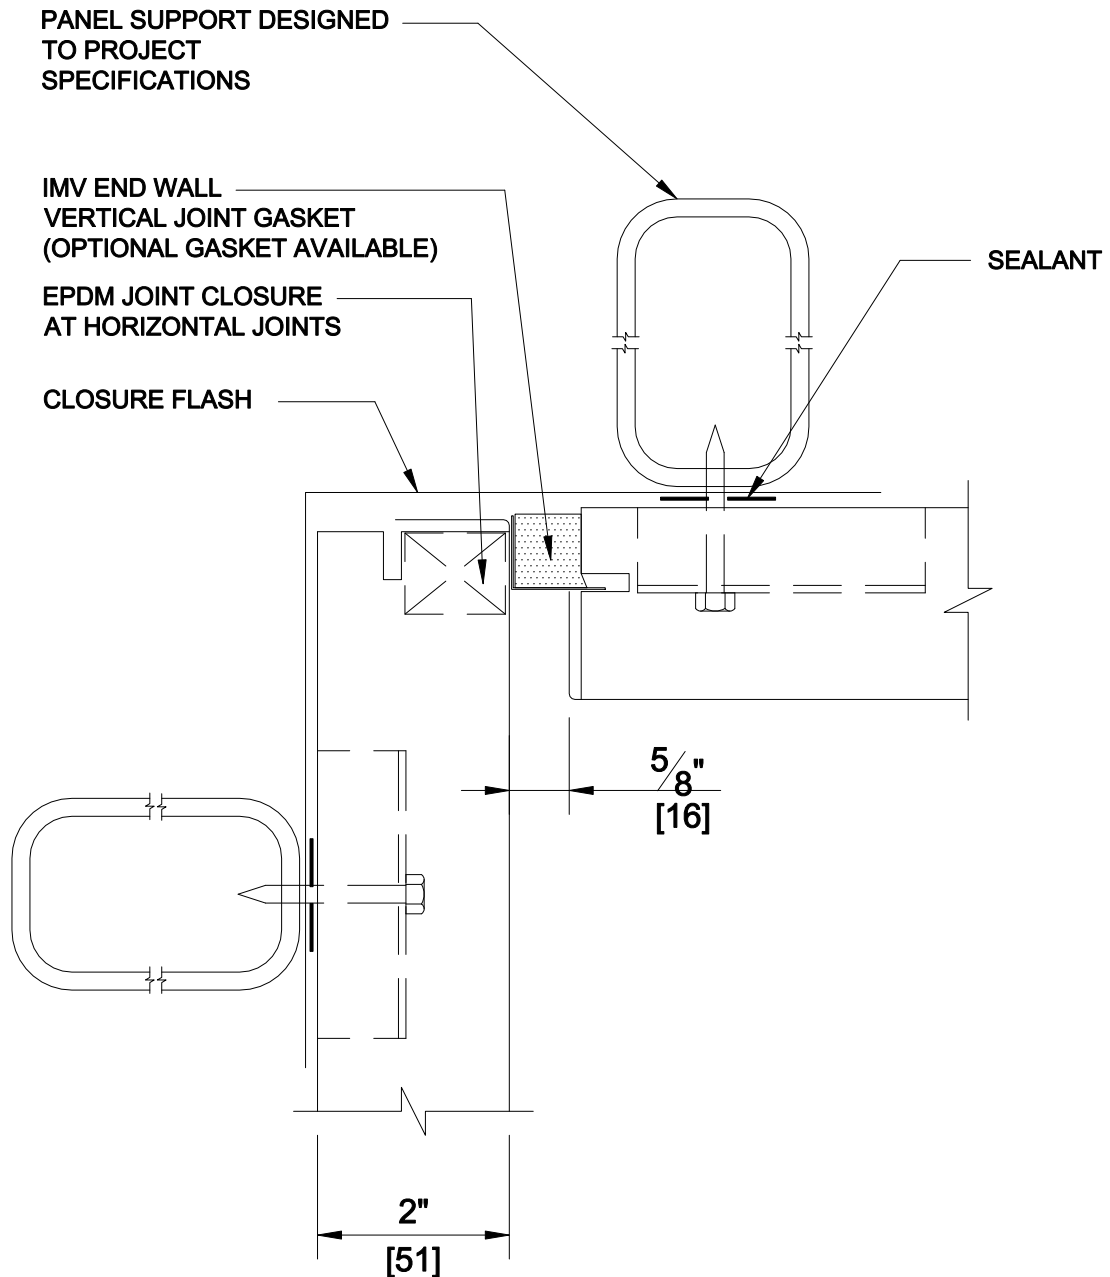 PANEL SUPPORT DESIGNED
TO PROJECT
SPECIFICATIONS
IMV END WALL
VERTICAL JOINT GASKET
(OPTIONAL GASKET AVAILABLE)
SEALANT
EPDM JOINT CLOSURE
AT HORIZONTAL JOINTS
CLOSURE FLASH
5/8"
[16]
2"
[51]